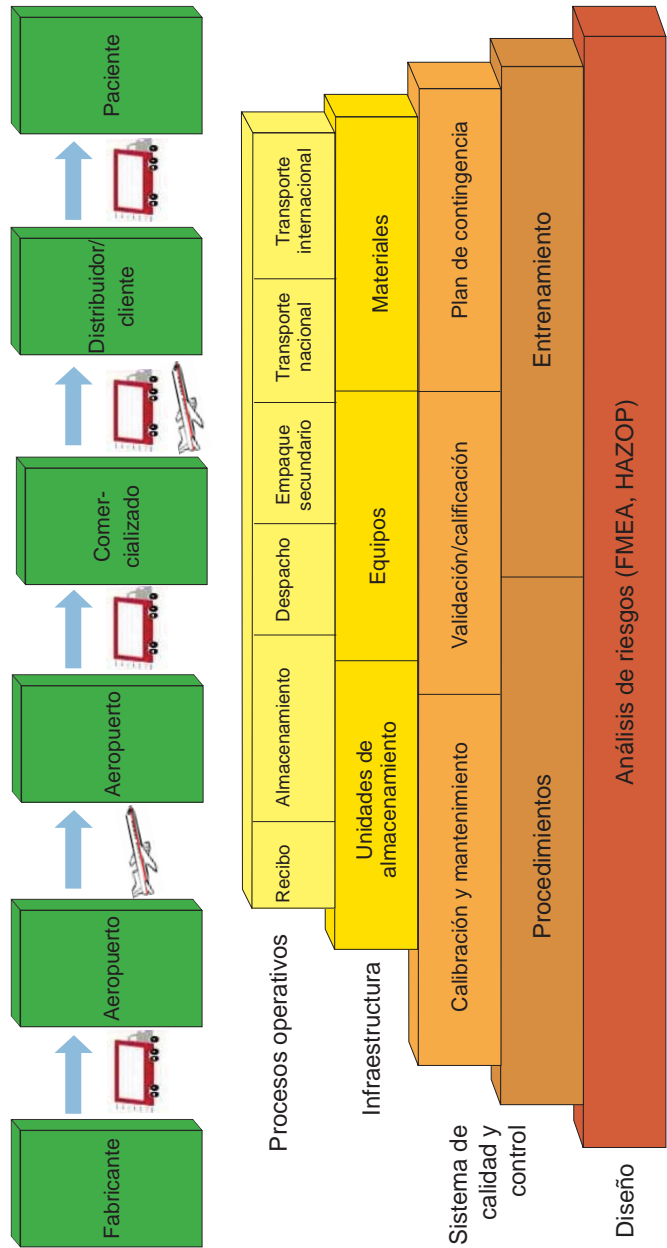 Fabricante
Aeropuerto
Aeropuerto
Comer-
cializado
Distribuidor/
cliente
Paciente
Procesos operativos
Recibo
Almacenamiento
Despacho
Empaque
secundario
Transporte
nacional
Transporte
internacional
Infraestructura
Unidades de
almacenamiento
Equipos
Materiales
Sistema de
calidad y
control
Calibración y mantenimiento
Validación/calificación
Plan de contingencia
Procedimientos
Entrenamiento
Diseño
Análisis de riesgos (FMEA, HAZOP)